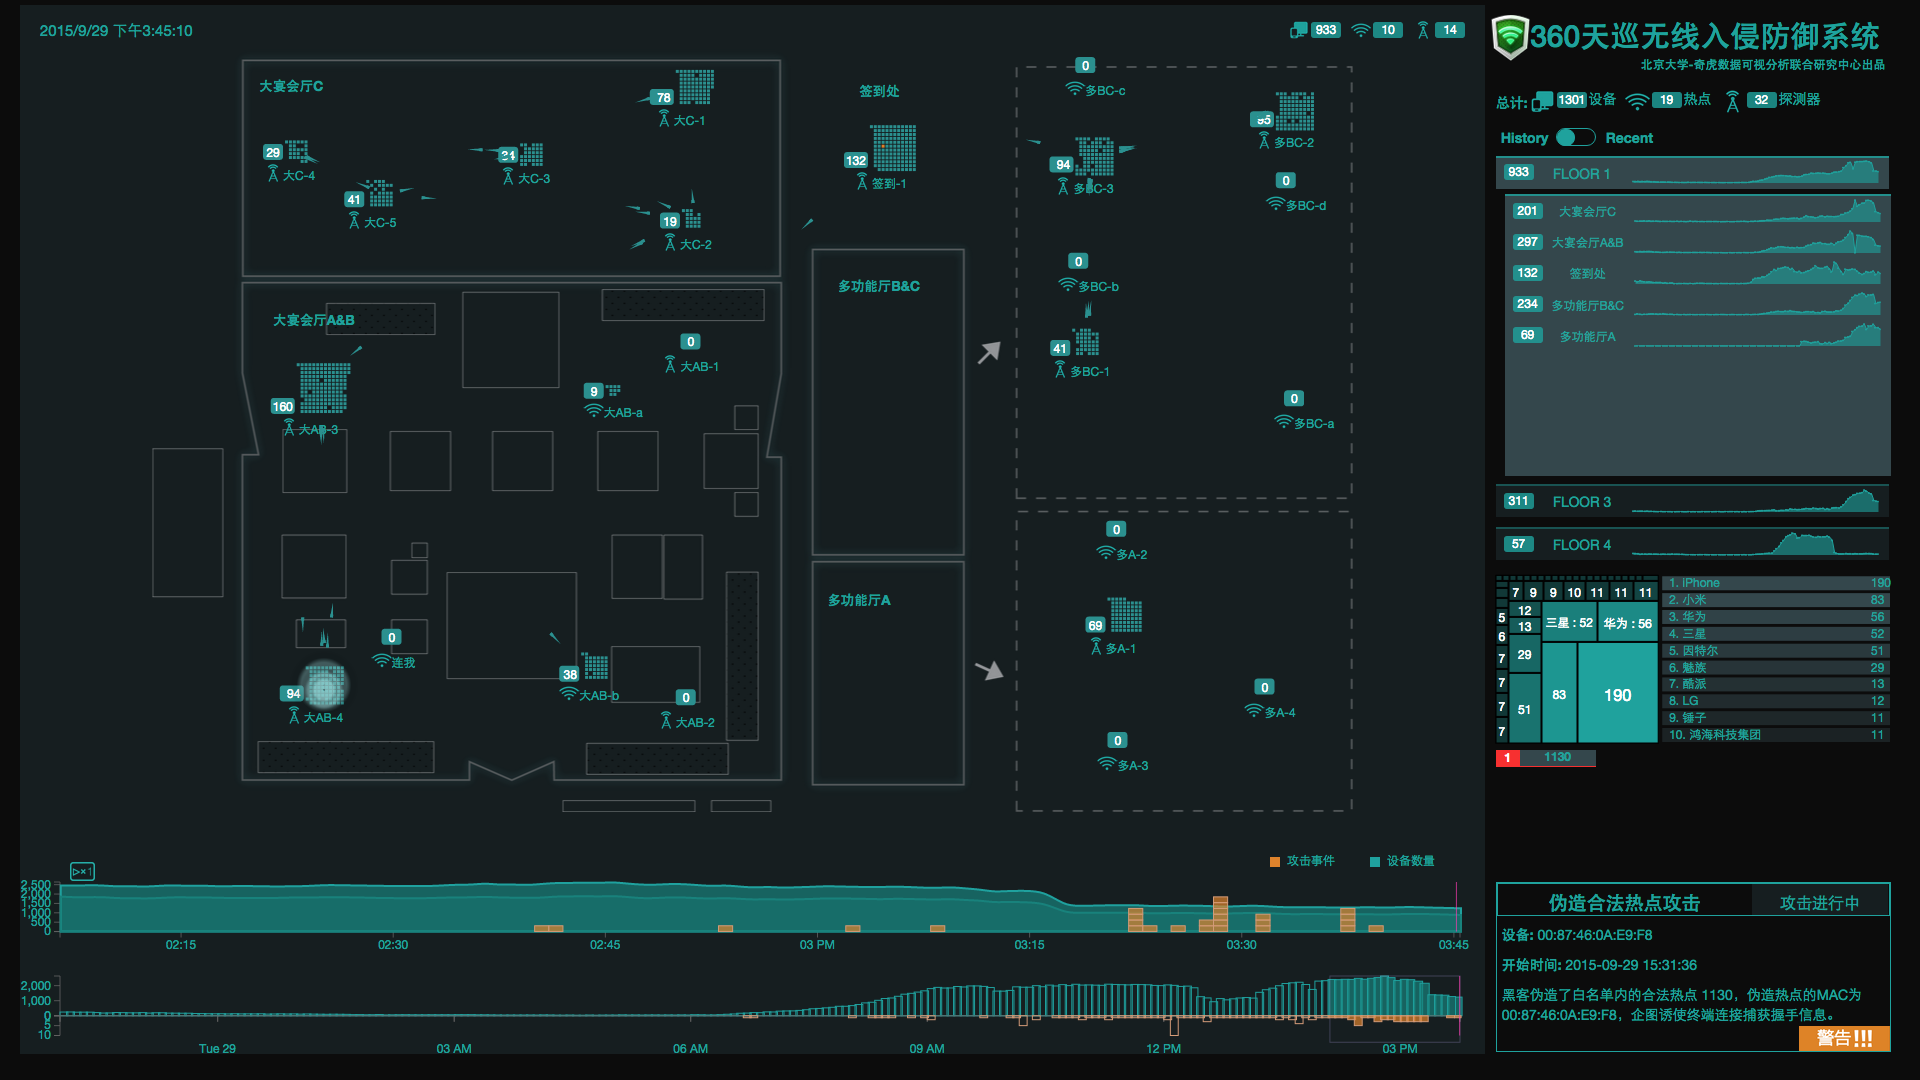 2015/9/29 下午3:45:10
933
10
14
大宴会厅C
78
大C-1
29
大C-4
大C-3
41
大C-5
19
大C-2
签到处
132
签到-1
大宴会厅A&B
0
大AB-1
9
大AB-a
160
大AB-3
0
连我
94
大AB-4
38
大AB-b
0
大AB-2
多功能厅B&C
多功能厅A
0
多BC-c
多BC-2
94
多BC-3
0
多BC-d
0
多BC-b
41
多BC-1
0
多BC-a
0
多A-2
69
多A-1
0
多A-4
0
多A-3
360天巡无线入侵防御系统
北京大学-奇虎数据可视分析联合研究中心出品
总计: 1301 设备 19 热点 32 探测器
History Recent
933 FLOOR 1
201 大宴会厅C
297 大宴会厅A&B
132 签到处
234 多功能厅B&C
69 多功能厅A
311 FLOOR 3
57 FLOOR 4
7 9 9 10 11 11 11
5 12 三星 : 52 华为 : 56
6 13
7 29
7 83 190
7 51
7
1. iPhone 190
2. 小米 83
3. 华为 56
4. 三星 52
5. 因特尔 51
6. 魅族 29
7. 酷派 13
8. LG 12
9. 锤子 11
10. 鸿海科技集团 11
1 1130
攻击事件 设备数量
×1
2,500
2,000
1,500
1,000
500
0
02:15 02:30 02:45 03 PM 03:15 03:30 03:45
2,000
1,000
0
5
10
Tue 29 03 AM 06 AM 09 AM 12 PM 03 PM
伪造合法热点攻击 攻击进行中
设备: 00:87:46:0A:E9:F8
开始时间: 2015-09-29 15:31:36
黑客伪造了白名单内的合法热点 1130，伪造热点的MAC为
00:87:46:0A:E9:F8，企图诱使终端连接捕获握手信息。
警告!!!